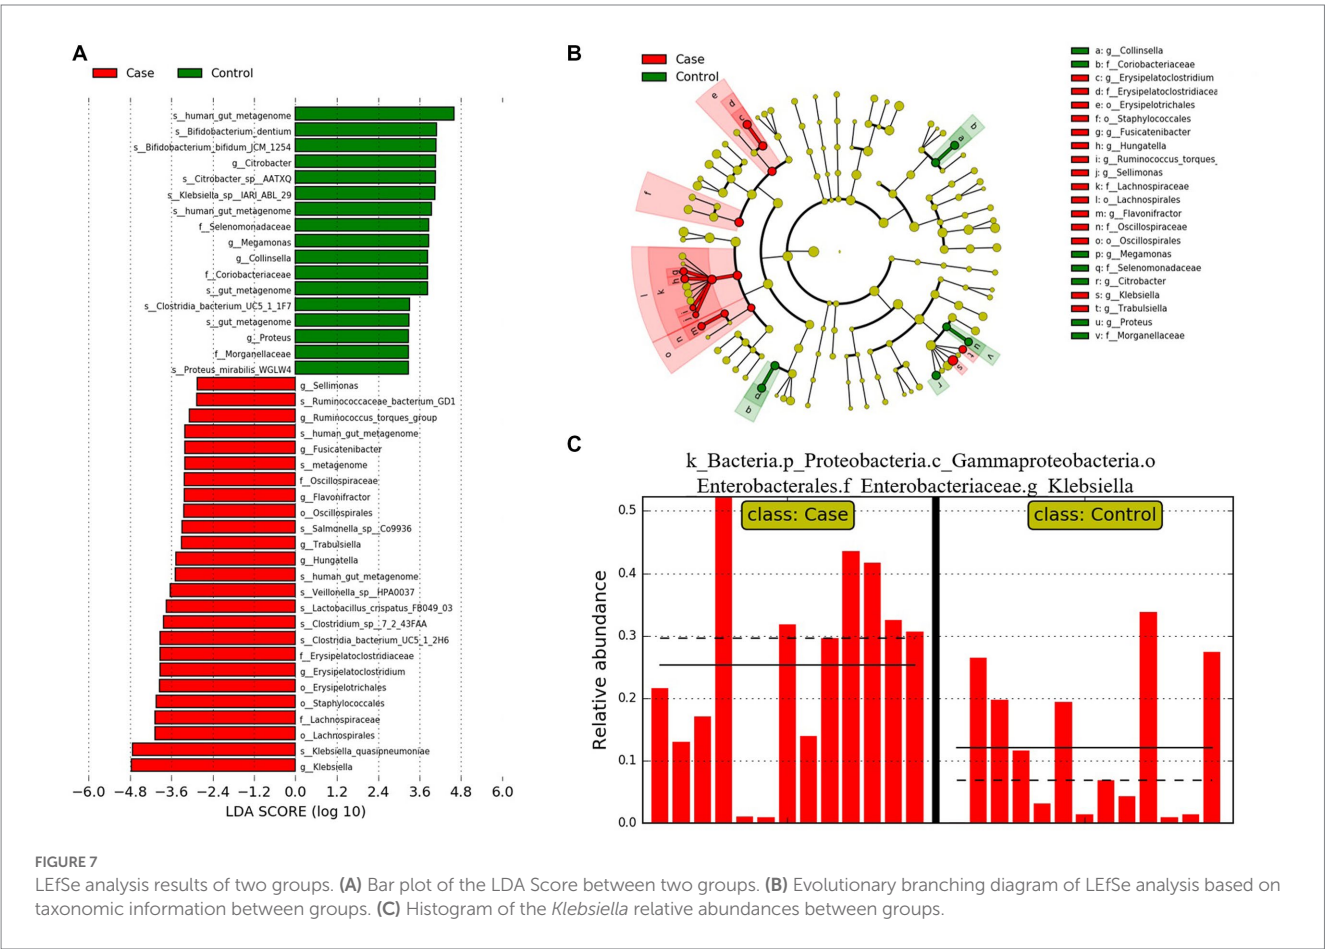 A
Case
Control
s__human_gut_metagenome
s__Bifidobacterium_dentium
s__Bifidobacterium_bifidum_JCM_1254
g__Citrobacter
s__Citrobacter_sp__AATXQ
s__Klebsiella_sp__IARI_ABL_29
s__human_gut_metagenome
f__Selenomonadaceae
g__Megamonas
g__Collinsella
f__Coriobacteriaceae
s__gut_metagenome
s__Clostridia_bacterium_UC5_1_1F7
s__gut_metagenome
g__Proteus
f__Morganellaceae
s__Proteus_mirabilis_WGLW4
g__Sellimonas
s__Ruminococcaceae_bacterium_GD1
g__Ruminococcus_torques_group
s__human_gut_metagenome
g__Fusicatenibacter
s__metagenome
f__Oscillospiraceae
g__Flavonifractor
o__Oscillospirales
s__Salmonella_sp__Co9936
g__Trabulsiella
g__Hungatella
s__human_gut_metagenome
s__Veillonella_sp__HPA0037
s__Lactobacillus_crispatus_FB049_03
s__Clostridium_sp__7_2_43FAA
s__Clostridia_bacterium_UC5_1_2H6
f__Erysipelatoclostridiaceae
g__Erysipelatoclostridium
o__Erysipelotrichales
o__Staphylococcales
f__Lachnospiraceae
o__Lachnospirales
s__Klebsiella_quasipneumoniae
g__Klebsiella
−6.0 −4.8 −3.6 −2.4 −1.2 0.0 1.2 2.4 3.6 4.8 6.0
LDA SCORE (log 10)
B
Case
Control
e
d
c
a
b
f
l
k
h
g
j
i
m
n
o
p
q
r
s
t
u
v
a: g__Collinsella
b: f__Coriobacteriaceae
c: g__Erysipelatoclostridium
d: f__Erysipelatoclostridiacea
e: o__Erysipelotrichales
f: o__Staphylococcales
g: g__Fusicatenibacter
h: g__Hungatella
i: g__Ruminococcus_torques_
j: g__Sellimonas
k: f__Lachnospiraceae
l: o__Lachnospirales
m: g__Flavonifractor
n: f__Oscillospiraceae
o: o__Oscillospirales
p: g__Megamonas
q: f__Selenomonadaceae
r: g__Citrobacter
s: g__Klebsiella
t: g__Trabulsiella
u: g__Proteus
v: f__Morganellaceae
C
k_Bacteria.p_Proteobacteria.c_Gammaproteobacteria.o
Enterobacterales.f_Enterobacteriaceae.g_Klebsiella
class: Case
class: Control
Relative abundance
0.5
0.4
0.3
0.2
0.1
0.0
FIGURE 7
LEfSe analysis results of two groups. (A) Bar plot of the LDA Score between two groups. (B) Evolutionary branching diagram of LEfSe analysis based on
taxonomic information between groups. (C) Histogram of the Klebsiella relative abundances between groups.